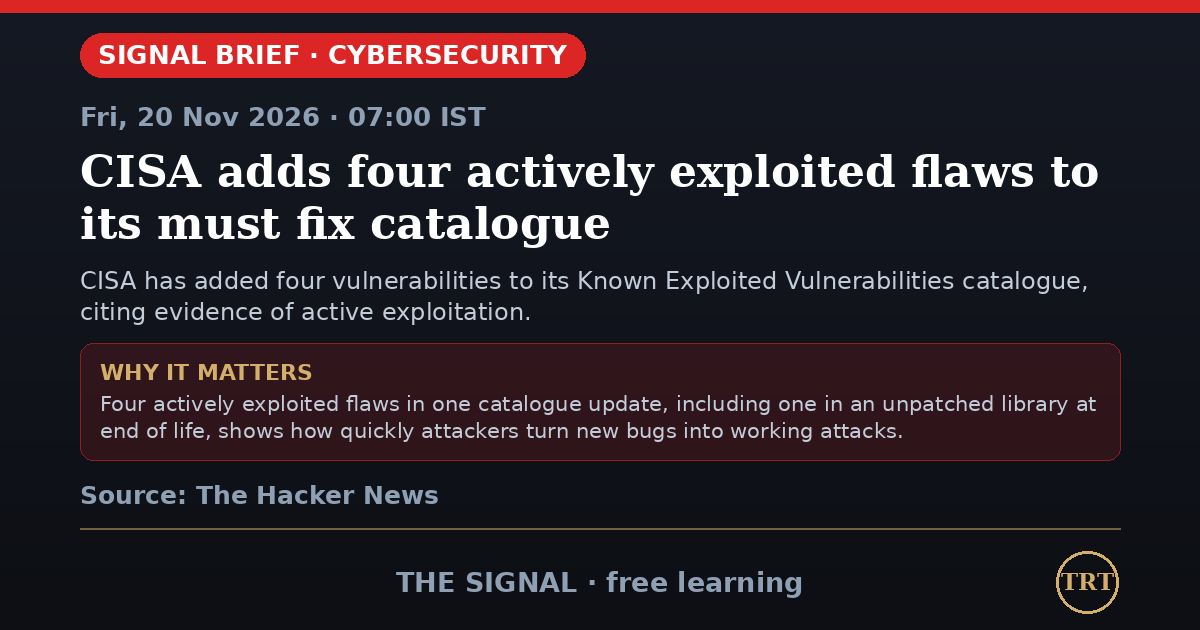 SIGNAL BRIEF · CYBERSECURITY
Fri, 20 Nov 2026 · 07:00 IST
CISA adds four actively exploited flaws to
its must fix catalogue
CISA has added four vulnerabilities to its Known Exploited Vulnerabilities catalogue,
citing evidence of active exploitation.
WHY IT MATTERS
Four actively exploited flaws in one catalogue update, including one in an unpatched library at
end of life, shows how quickly attackers turn new bugs into working attacks.
Source: The Hacker News
THE SIGNAL · free learning
TRT